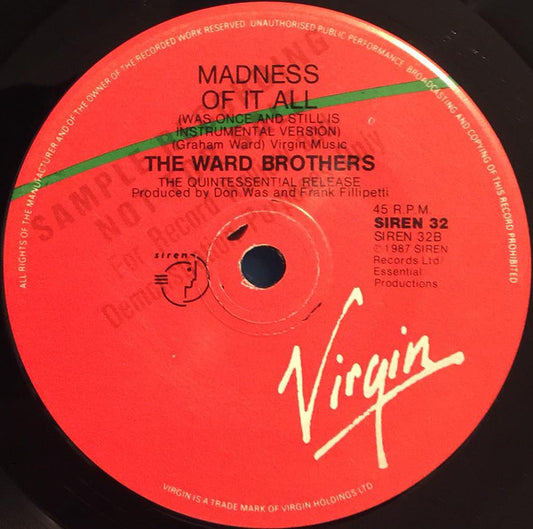 ALL RIGHTS OF THE MANUFACTURER AND OF THE OWNER OF THE RECORDED WORK RESERVED UNAUTHORISED PUBLIC PERFORMANCE BROADCASTING AND COPYING OF THIS RECORD PROHIBITED
MADNESS
OF IT ALL
(WAS ONCE AND STILL IS
INSTRUMENTAL VERSION)
(Graham Ward) Virgin Music
THE WARD BROTHERS
THE QUINTESSENTIAL RELEASE
Produced by Don Was and Frank Fillipetti
45 R.P.M.
SIREN 32
SIREN 32B
℗1987 SIREN
Records Ltd/
Essential
Productions
siren
SAMPLE
NOT
For
only
Virgin
VIRGIN IS A TRADE MARK OF VIRGIN HOLDINGS LTD